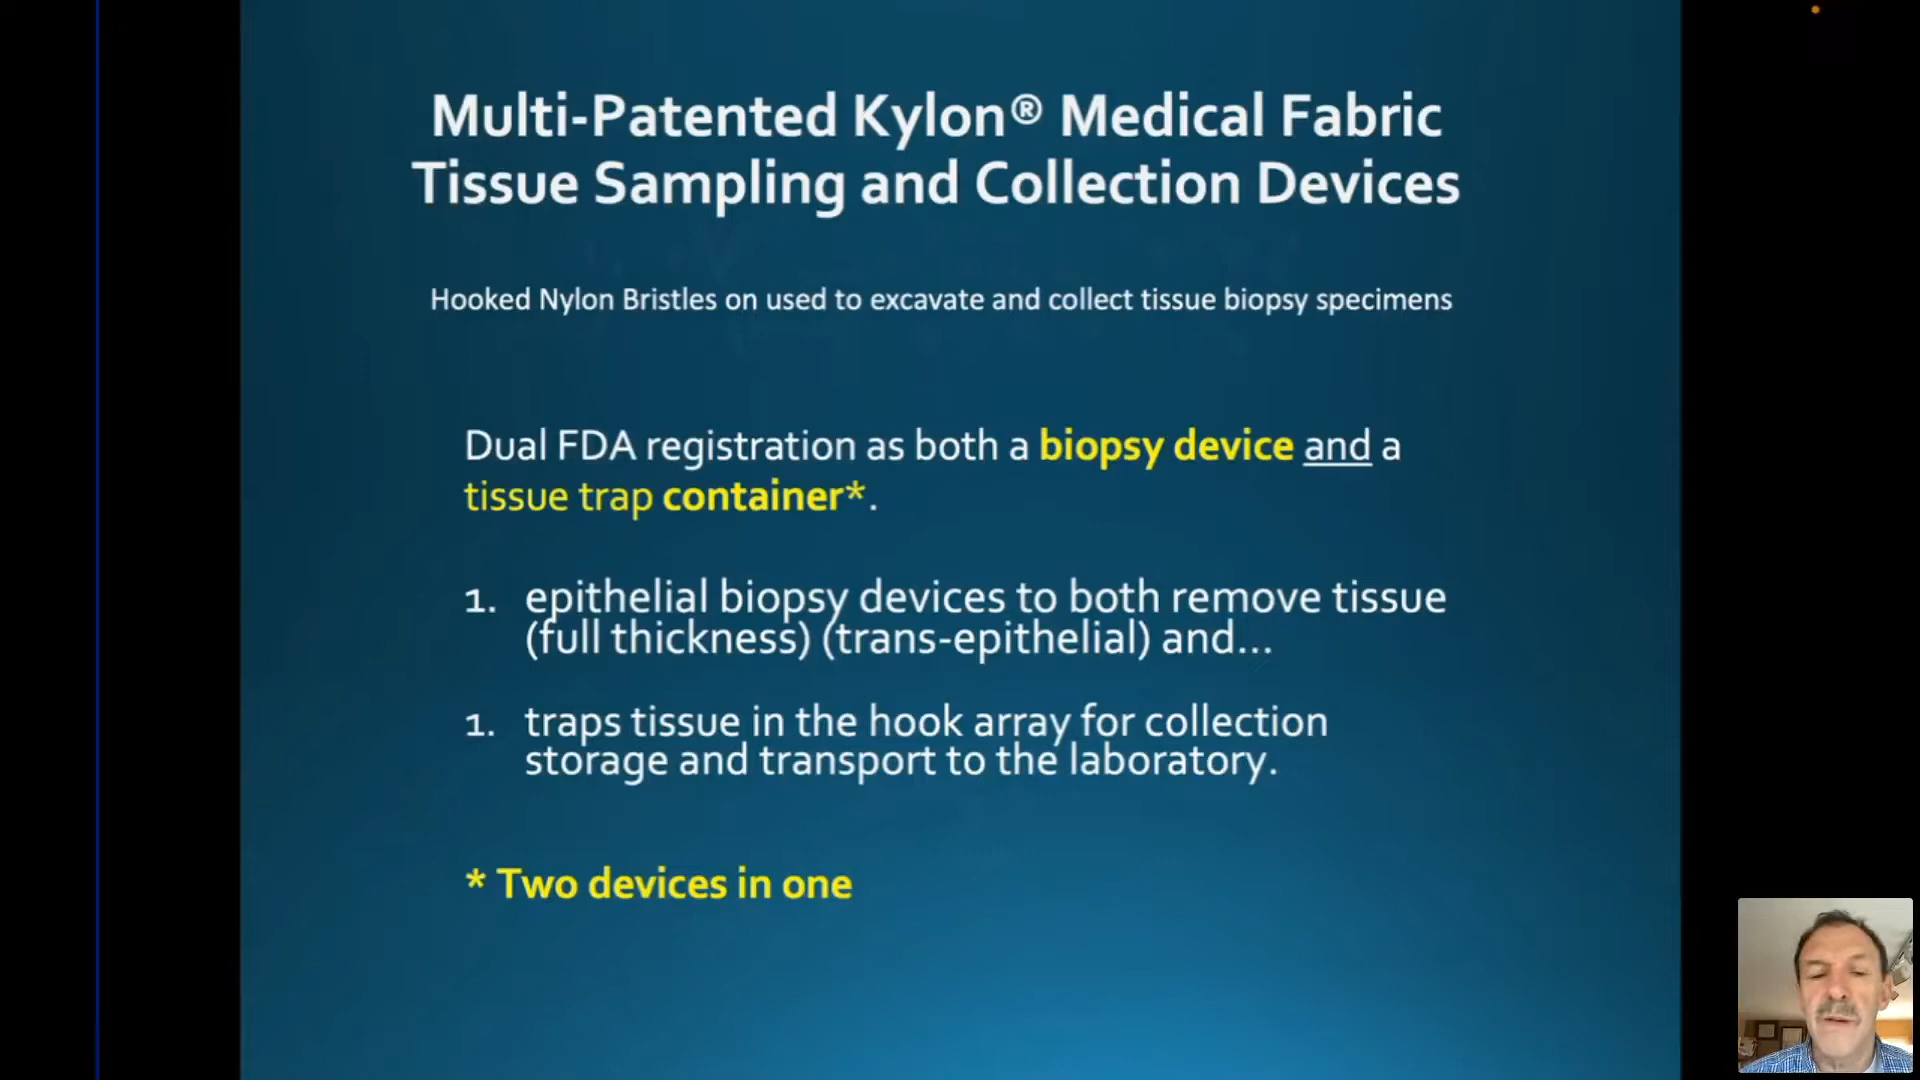 Multi-Patented Kylon® Medical Fabric
Tissue Sampling and Collection Devices
Hooked Nylon Bristles on used to excavate and collect tissue biopsy specimens
Dual FDA registration as both a biopsy device and a
tissue trap container*.
1. epithelial biopsy devices to both remove tissue
(full thickness) (trans-epithelial) and...
1. traps tissue in the hook array for collection
storage and transport to the laboratory.
* Two devices in one